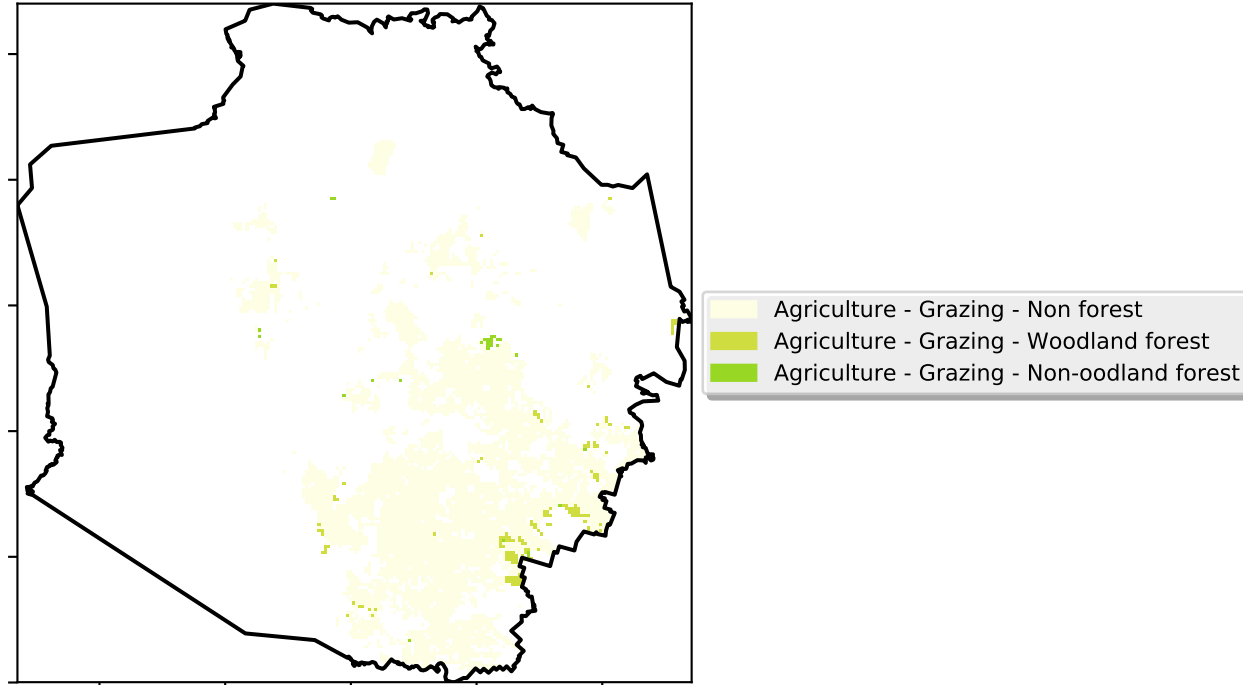 Agriculture - Grazing - Non forest
Agriculture - Grazing - Woodland forest
Agriculture - Grazing - Non-oodland forest